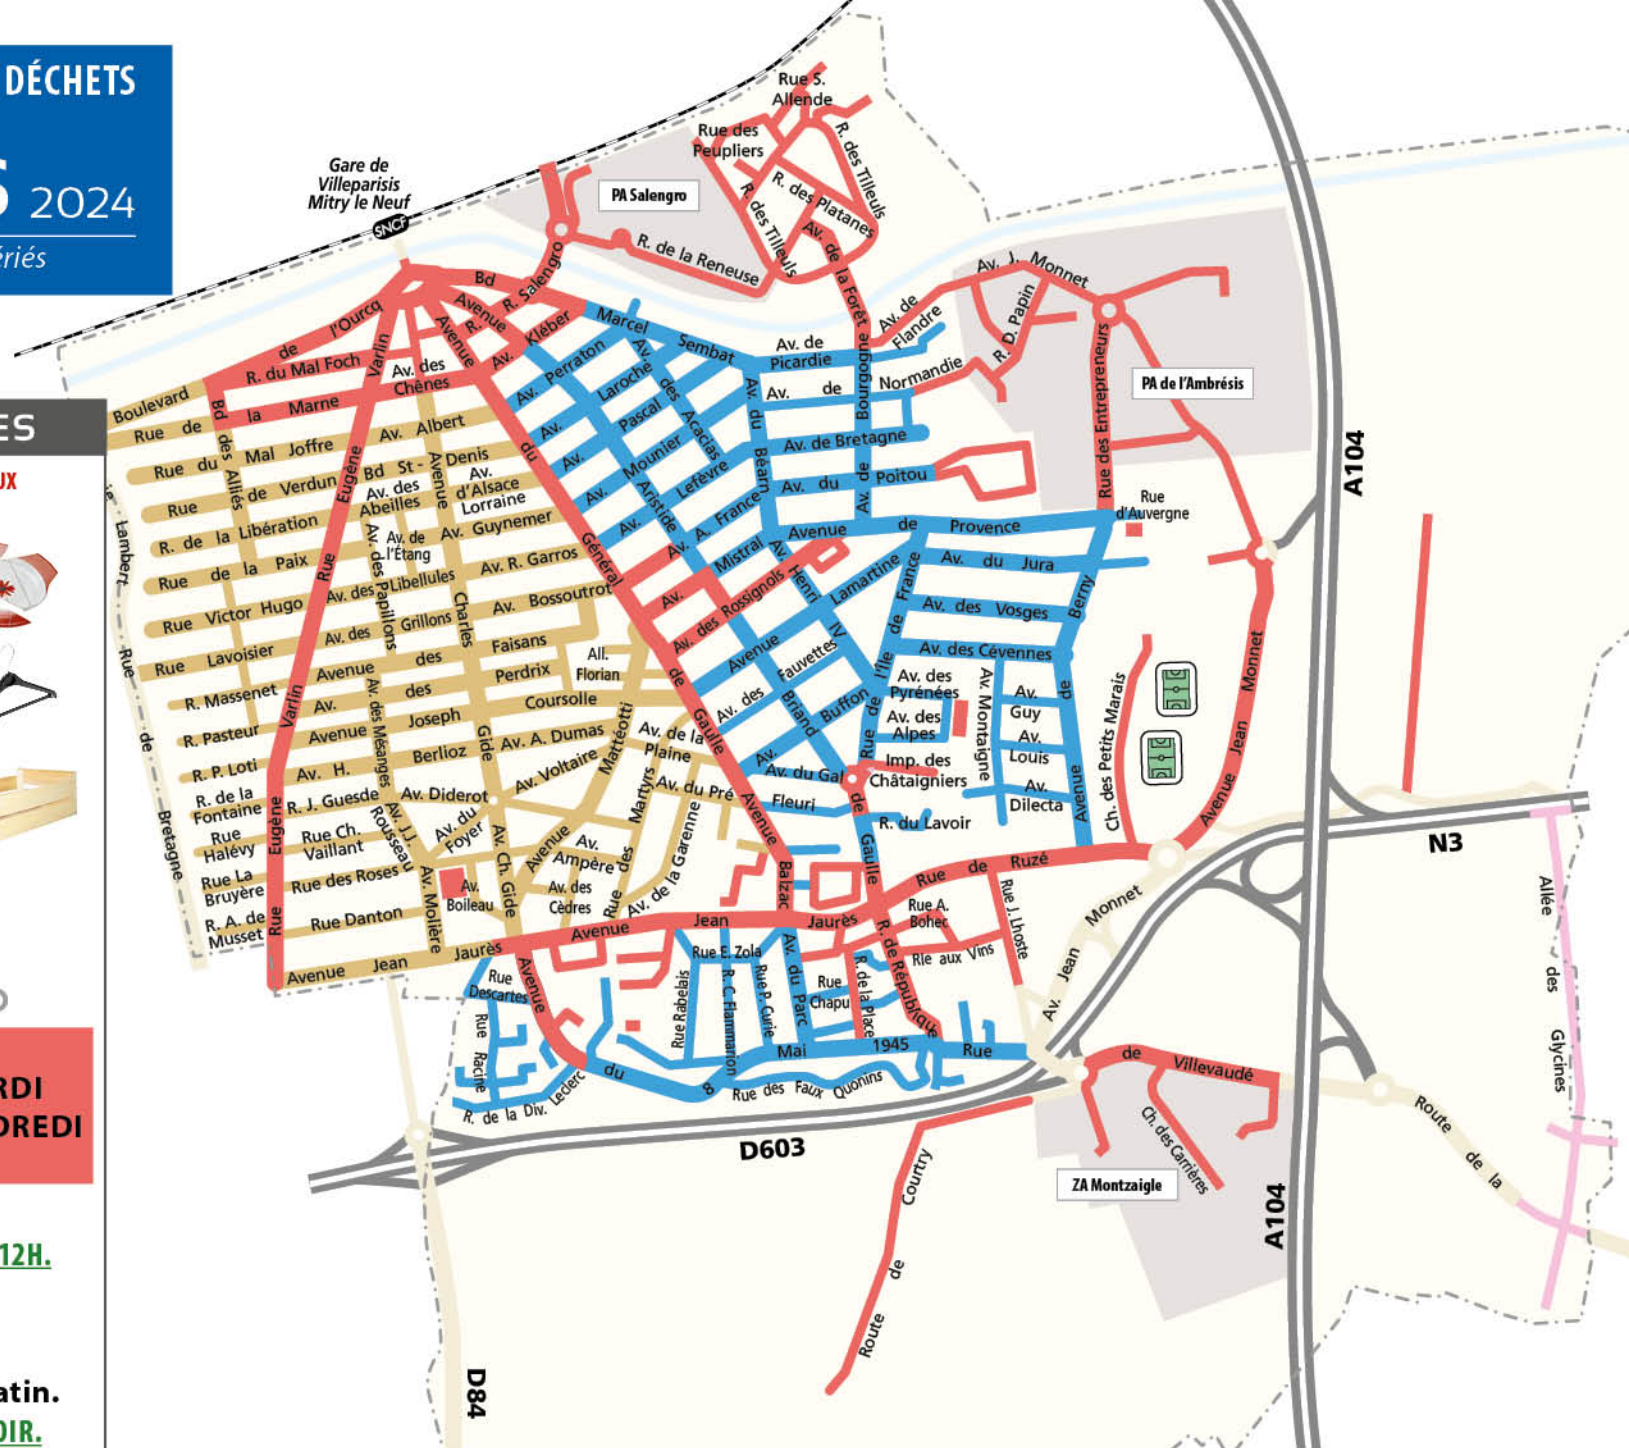 DÉCHETS
S 2024
ériés
ES
UX
RDI
DREDI
12H.
atin.
OIR.
Gare de
Villeparisis
Mitry le Neuf
SNCF
PA Salengro
Rue S.
Allende
Rue des
Peupliers
R. des Tilleuls
R. des Platanes
R. des Tilleuls
R. de la Reneuse
Av. de la Forêt
Av. J. Monnet
R. D. Papin
PA de l'Ambrésis
Rue des Entrepreneurs
Rue
d'Auvergne
A104
Bd
R. Salengro
Avenue
R.
Avenue
Av. Kléber
Boulevard de l'Ourcq
R. du Mal Foch
Rue de la Marne
Av. des
Chênes
Bd des Alliés
Rue Eugène Varlin
Rue du Mal Joffre
Av. Albert
Rue de Verdun
Bd St-Denis
Av.
d'Alsace
Lorraine
R. de la Libération
Av. des
Abeilles
Av. Guynemer
Rue de la Paix
Av. de
l'Étang
Av. R. Garros
Rue Victor Hugo
Av. des Libellules
Av. Bossoutrot
Rue Lavoisier
Av. des Grillons
Av. des Papillons
Avenue Charles Gide
R. Massenet
Avenue des Faisans
R. Pasteur
Av. des Perdrix
All.
Florian
R. P. Loti
Avenue Joseph Coursolle
R. de la
Fontaine
Av. H. Berlioz
Av. A. Dumas
Av. des Mésanges
Rue
Halévy
R. J. Guesde
Av. Diderot
Av. Voltaire
Rue La
Bruyère
Rue Ch.
Vaillant
Av. J.J.
Rousseau
Av. du
Foyer
R. A. de
Musset
Rue des Roses
Av.
Boileau
Av. Ch. Gide
Av. Molière
Rue Danton
Avenue Jean Jaurès
Rue Eugène Varlin
Lambert
Rue de Bretagne
Avenue Mattéotti
Av. de la
Plaine
Av. du Pré
Rue des Martyrs
Av.
Ampère
Av. des
Cèdres
Av. de la Garenne
Avenue du Général de Gaulle
Marcel Sembat
Av. Perraton
Av. Laroche
Av. des Acacias
Av. Pascal
Av. Mounier
Av. Lefèvre
Av. A. France
Av. Mistral
Av. des Rossignols
Avenue Lamartine
Av. des Fauvettes
Av. Buffon
Aristide Briand
Av. Henri IV
Av. du Béarn
Av. de
Picardie
Av. de
Flandre
Av. de Normandie
Av. de Bourgogne
Av. de Bretagne
Av. du Poitou
Avenue de Provence
Av. du Jura
Av. des Vosges
Av. des Cévennes
Avenue de Berny
Rue de l'Île de France
Av. des
Pyrénées
Av. des
Alpes
Av. Montaigne
Av.
Guy
Av.
Louis
Av.
Dilecta
Imp. des
Châtaigniers
Av. du Gal de Gaulle
Fleuri
R. du Lavoir
Avenue Balzac
Ch. des Petits Marais
Avenue Jean Monnet
Rue de Ruzé
Avenue Jean Jaurès
Rue A.
Bohec
Rle aux Vins
Rue J. Lhoste
R. de République
Rue E. Zola
Rue Rabelais
R. C. Flammarion
Rue P. Curie
Av. du Parc
Rue
Chapu
R. de la Place
Rue
Descartes
Rue Racine
R. de la Div. Leclerc
Avenue du 8 Mai 1945
Rue
Rue des Faux Quonins
Av. Jean Monnet
de Villevaudé
Ch. des Carrières
ZA Montzaigle
Route de Courtry
Route de la
Allée des Glycines
N3
D603
D84
A104